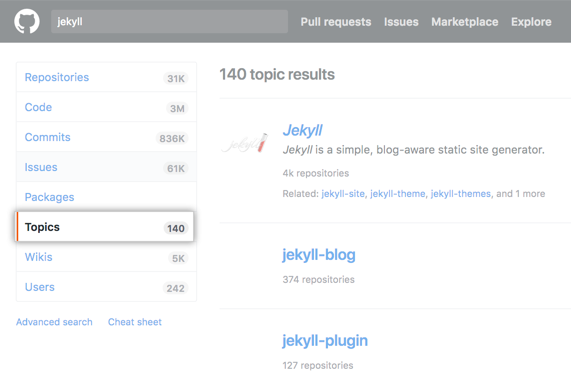 jekyll
Pull requests Issues Marketplace Explore
Repositories 31K
Code 3M
Commits 836K
Issues 61K
Packages
Topics 140
Wikis 5K
Users 242
Advanced search Cheat sheet
140 topic results
jekyll
Jekyll
Jekyll is a simple, blog-aware static site generator.
4k repositories
Related: jekyll-site, jekyll-theme, jekyll-themes, and 1 more
jekyll-blog
374 repositories
jekyll-plugin
127 repositories